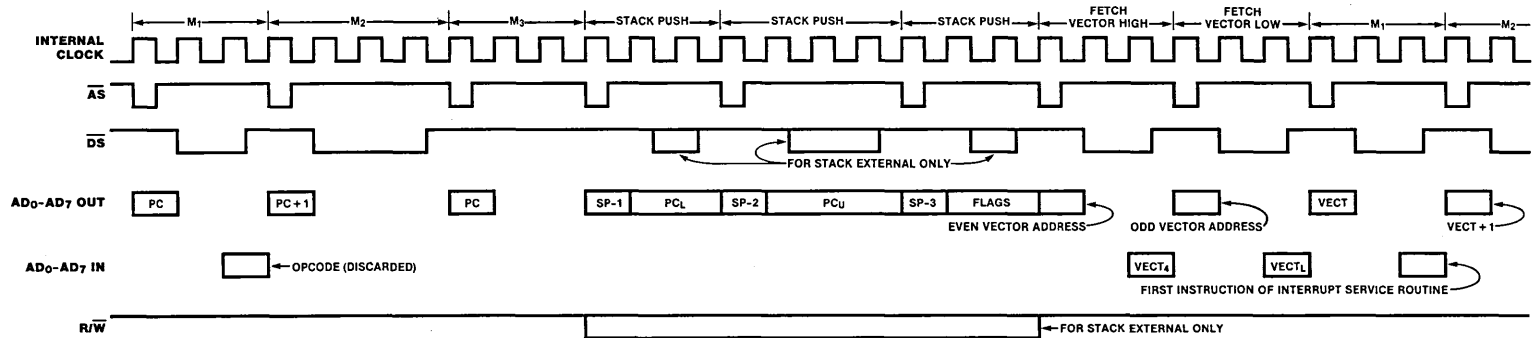 M1 M2 M3 STACK PUSH STACK PUSH STACK PUSH FETCH VECTOR HIGH FETCH VECTOR LOW M1 M2
INTERNAL CLOCK
AS
DS
FOR STACK EXTERNAL ONLY
AD0-AD7 OUT PC PC+1 PC SP-1 PCL SP-2 PCU SP-3 FLAGS VECT
EVEN VECTOR ADDRESS ODD VECTOR ADDRESS VECT+1
AD0-AD7 IN OPCODE (DISCARDED) VECT4 VECTL
FIRST INSTRUCTION OF INTERRUPT SERVICE ROUTINE
R/W FOR STACK EXTERNAL ONLY